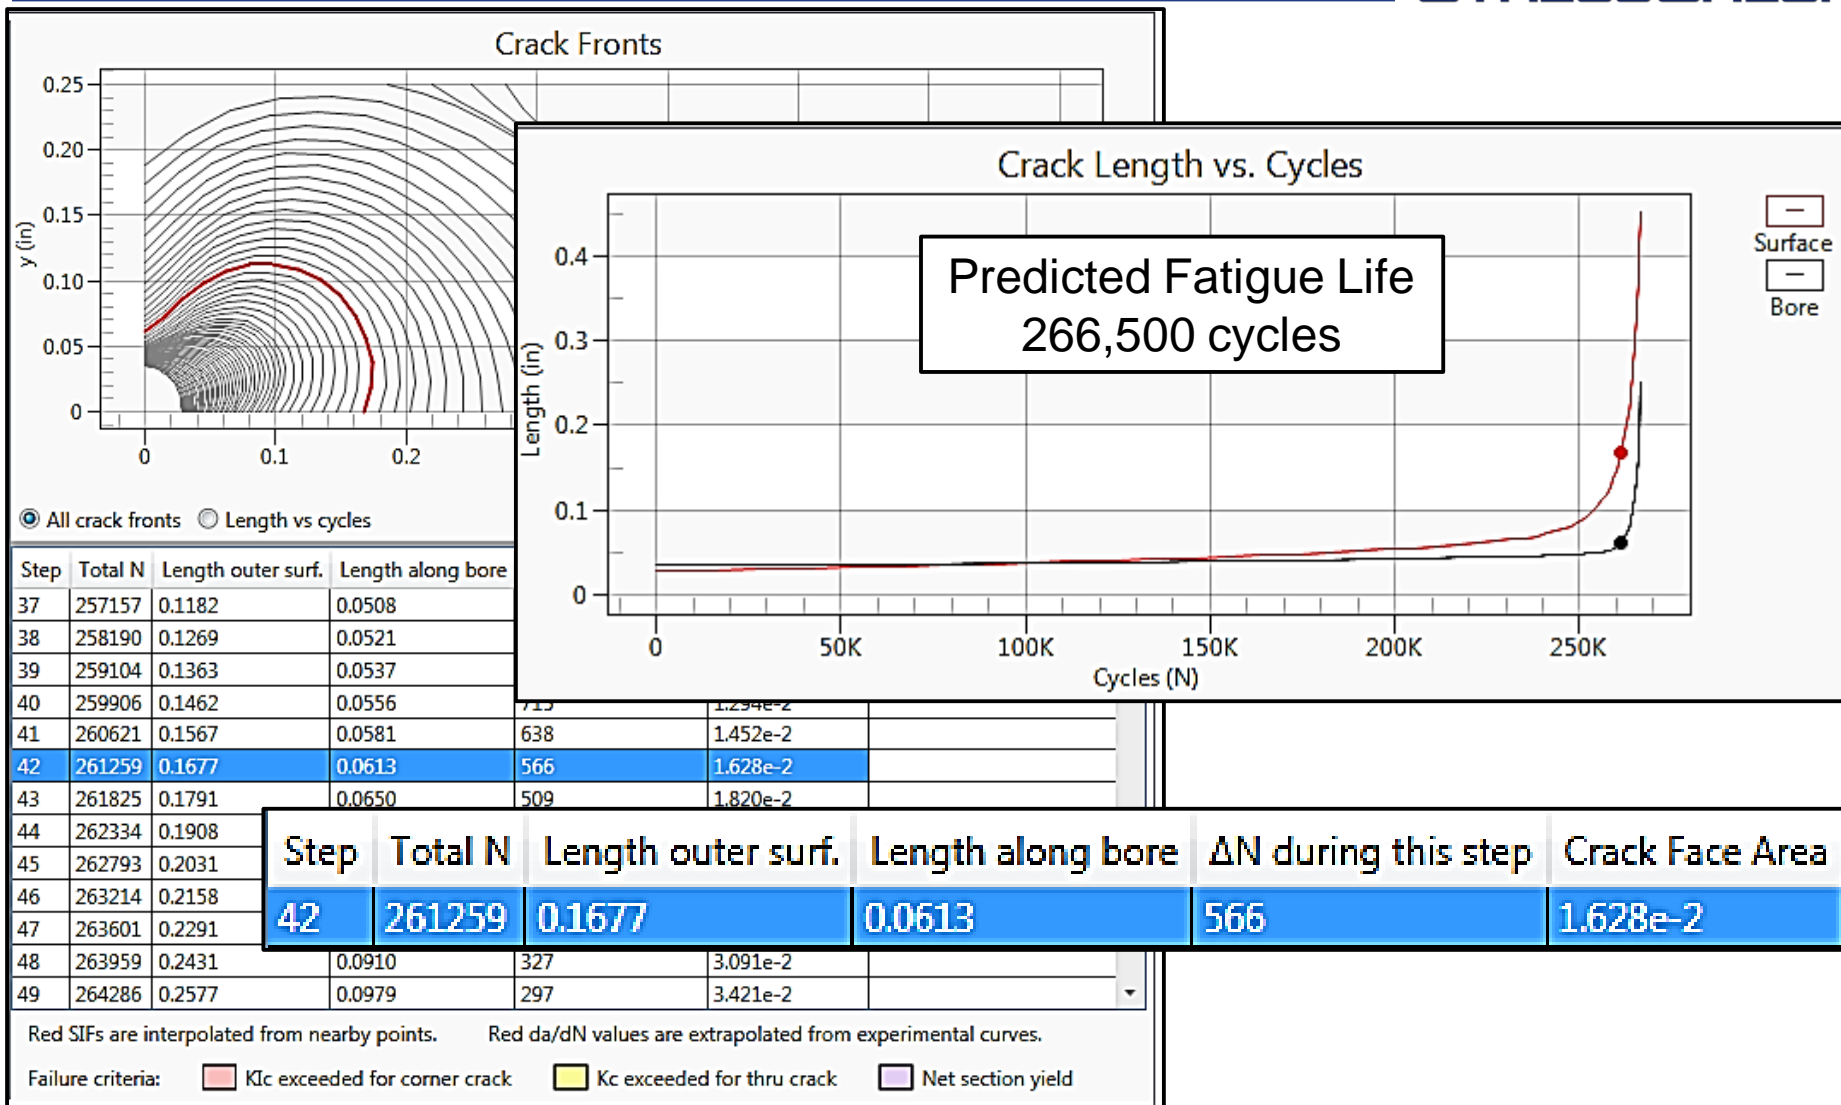 Crack Fronts
0.25
0.20
0.15
0.10
0.05
0
y (in)
0
0.1
0.2
All crack fronts
Length vs cycles
Crack Length vs. Cycles
Predicted Fatigue Life
266,500 cycles
0.4
0.3
0.2
0.1
0
Length (in)
0
50K
100K
150K
200K
250K
Cycles (N)
Surface
Bore
Step Total N Length outer surf. Length along bore
37 257157 0.1182 0.0508
38 258190 0.1269 0.0521
39 259104 0.1363 0.0537
40 259906 0.1462 0.0556 715 1.294e-2
41 260621 0.1567 0.0581 638 1.452e-2
42 261259 0.1677 0.0613 566 1.628e-2
43 261825 0.1791 0.0650 509 1.820e-2
44 262334 0.1908
45 262793 0.2031
46 263214 0.2158
47 263601 0.2291
48 263959 0.2431 0.0910 327 3.091e-2
49 264286 0.2577 0.0979 297 3.421e-2
Step Total N Length outer surf. Length along bore ΔN during this step Crack Face Area
42 261259 0.1677 0.0613 566 1.628e-2
Red SIFs are interpolated from nearby points. Red da/dN values are extrapolated from experimental curves.
Failure criteria: KIc exceeded for corner crack Kc exceeded for thru crack Net section yield